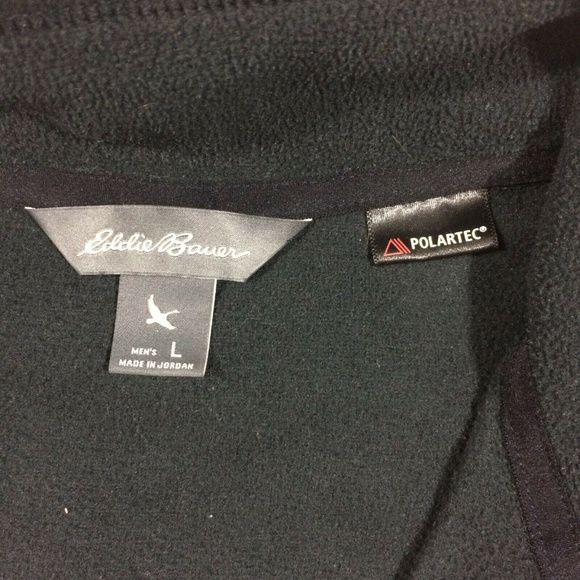 Eddie Bauer
POLARTEC®
MEN'S L
MADE IN JORDAN